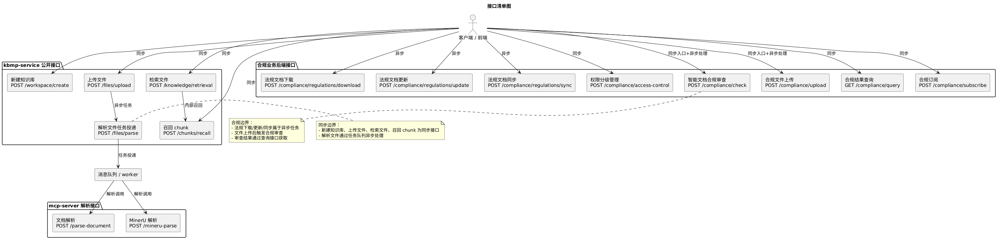 接口清单图
客户端 / 前端
同步
同步
同步
同步
异步
异步
异步
同步
同步入口+异步处理
同步入口+异步处理
同步
同步
kbmp-service 公开接口
新建知识库
POST /workspace/create
上传文件
POST /files/upload
检索文件
POST /knowledge/retrieval
异步任务
内部召回
解析文件任务投递
POST /files/parse
召回 chunk
POST /chunks/recall
合规业务后端接口
法规文档下载
POST /compliance/regulations/download
法规文档更新
POST /compliance/regulations/update
法规文档同步
POST /compliance/regulations/sync
权限分级管理
POST /compliance/access-control
智能文档合规审查
POST /compliance/check
合规文件上传
POST /compliance/upload
合规结果查询
GET /compliance/query
合规订阅
POST /compliance/subscribe
合规边界：
- 法规下载/更新/同步属于异步任务
- 文件上传后触发合规审查
- 审查结果通过查询接口获取
同步边界：
- 新建知识库、上传文件、检索文件、召回 chunk 为同步接口
- 解析文件通过任务队列异步处理
任务投递
消息队列 / worker
解析调用
解析调用
mcp-server 解析接口
文档解析
POST /parse-document
MinerU 解析
POST /mineru-parse